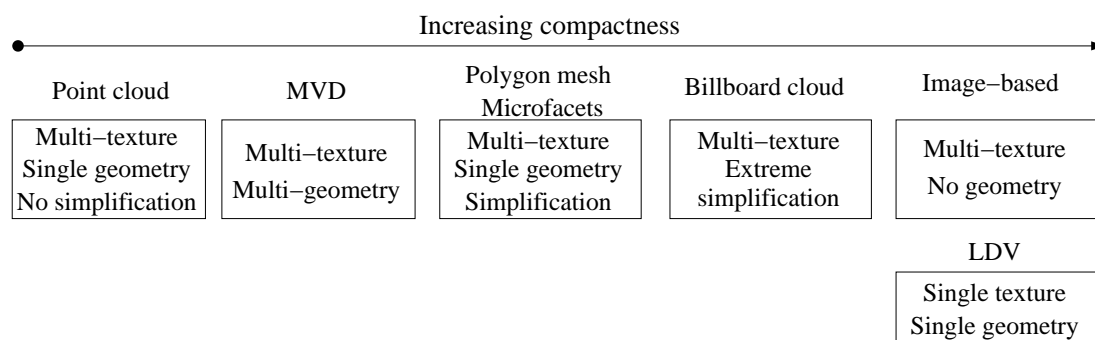 Increasing compactness
Point cloud
Multi−texture
Single geometry
No simplification
MVD
Multi−texture
Multi−geometry
Polygon mesh
Microfacets
Multi−texture
Single geometry
Simplification
Billboard cloud
Multi−texture
Extreme
simplification
Image−based
Multi−texture
No geometry
LDV
Single texture
Single geometry